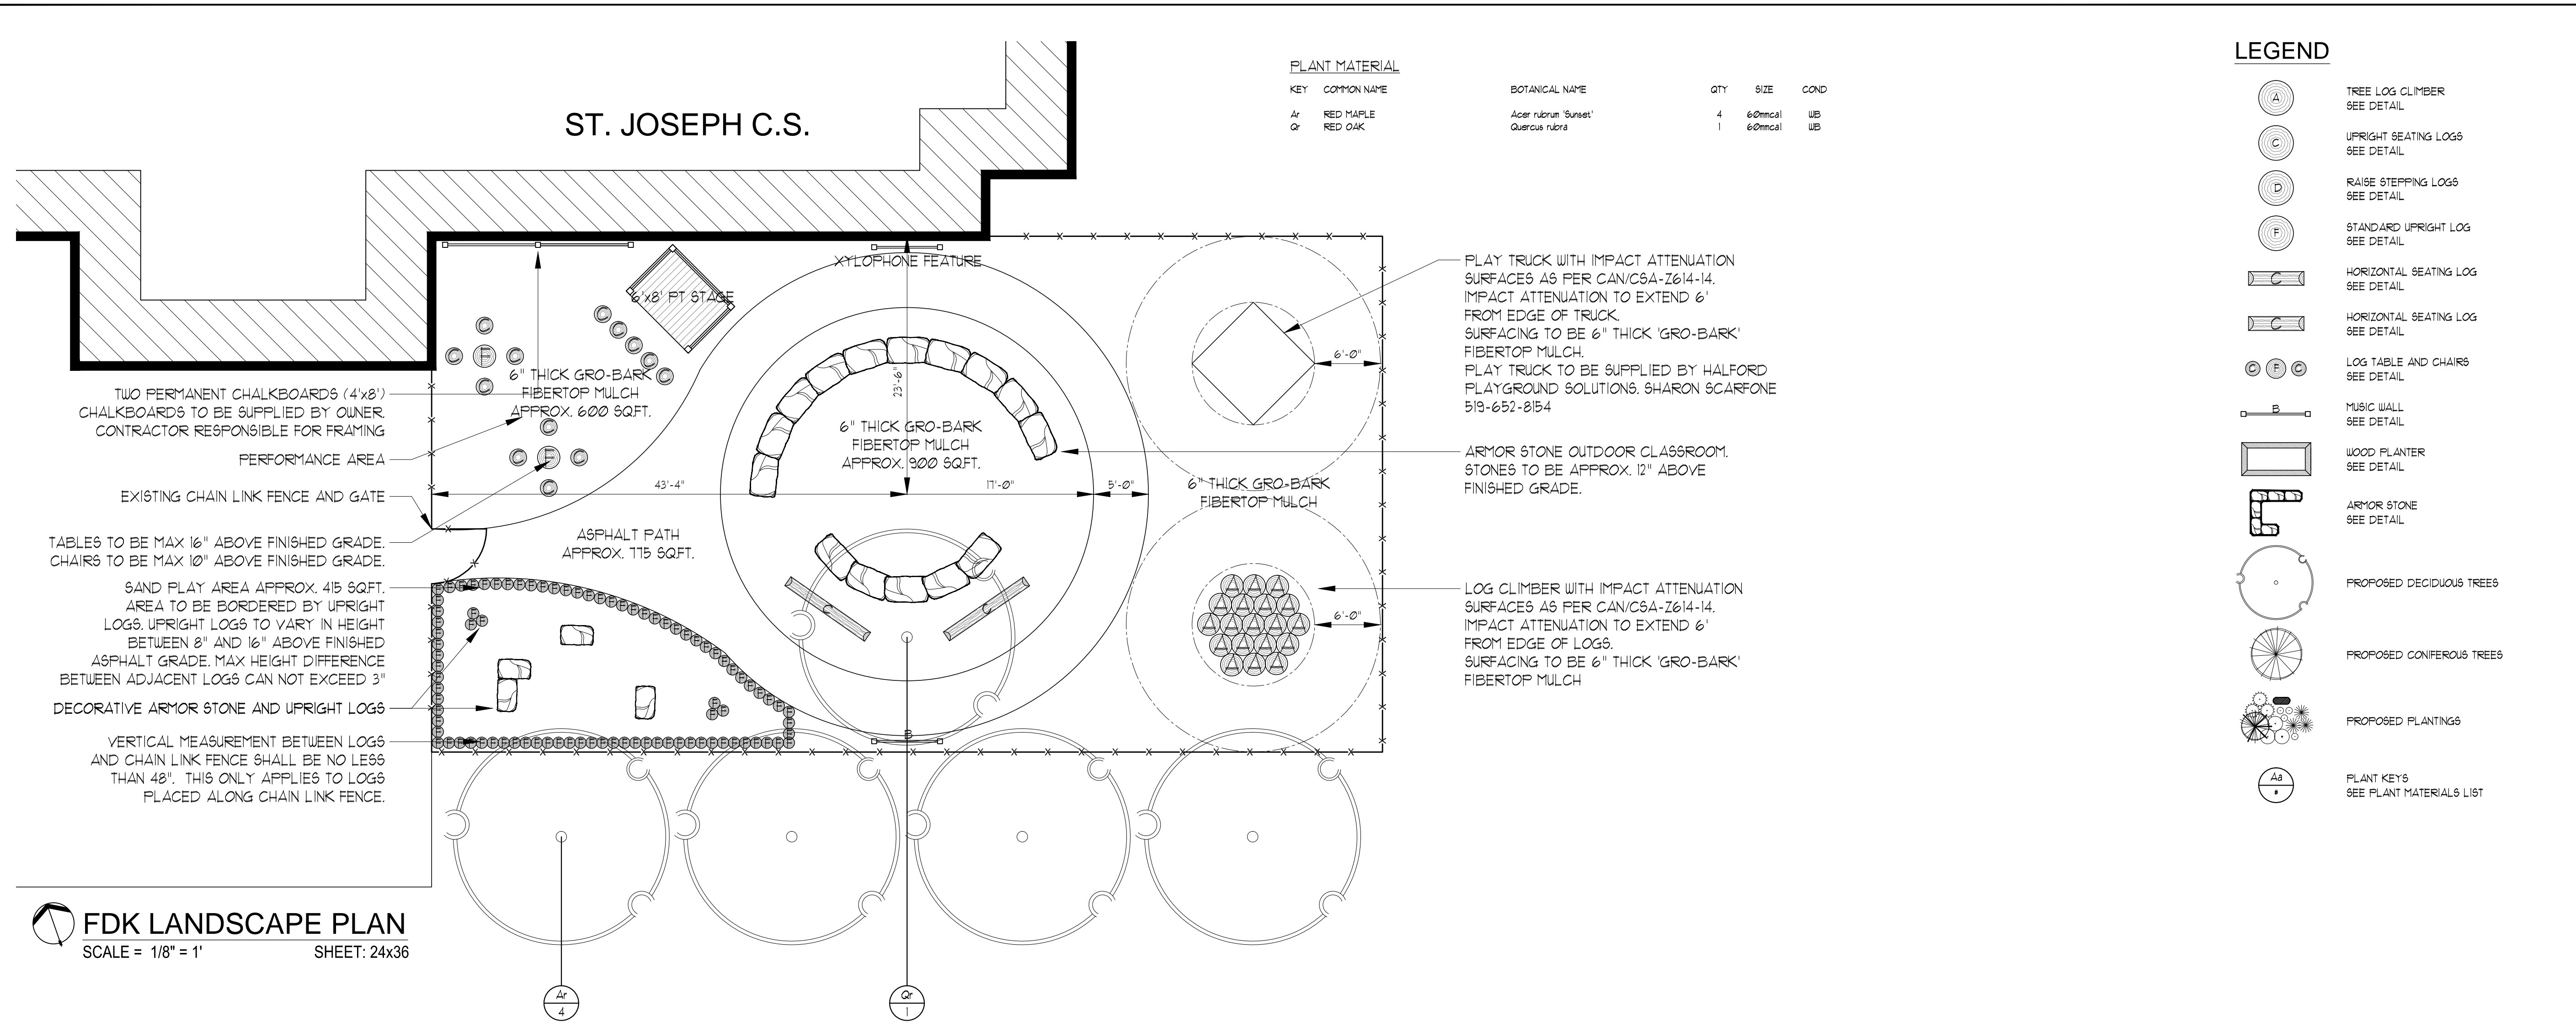 ST. JOSEPH C.S.
PLANT MATERIAL
KEY COMMON NAME BOTANICAL NAME QTY SIZE COND
Ar RED MAPLE Acer rubrum 'Sunset' 4 60mmcal WB
Qr RED OAK Quercus rubra 1 60mmcal WB
LEGEND
A
TREE LOG CLIMBER
SEE DETAIL
C
UPRIGHT SEATING LOGS
SEE DETAIL
D
RAISE STEPPING LOGS
SEE DETAIL
F
STANDARD UPRIGHT LOG
SEE DETAIL
C
HORIZONTAL SEATING LOG
SEE DETAIL
C
HORIZONTAL SEATING LOG
SEE DETAIL
C F C
LOG TABLE AND CHAIRS
SEE DETAIL
B
MUSIC WALL
SEE DETAIL
WOOD PLANTER
SEE DETAIL
ARMOR STONE
SEE DETAIL
PROPOSED DECIDUOUS TREES
PROPOSED CONIFEROUS TREES
PROPOSED PLANTINGS
Aa
#
PLANT KEYS
SEE PLANT MATERIALS LIST
XYLOPHONE FEATURE
6'x8' PT STAGE
6" THICK GRO-BARK
FIBERTOP MULCH
APPROX. 600 SQ.FT.
23'-6"
6" THICK GRO-BARK
FIBERTOP MULCH
APPROX. 900 SQ.FT.
43'-4"
17'-0"
5'-0"
6'-0"
6" THICK GRO-BARK
FIBERTOP MULCH
6'-0"
ASPHALT PATH
APPROX. 775 SQ.FT.
C
C
B
TWO PERMANENT CHALKBOARDS (4'x8')
CHALKBOARDS TO BE SUPPLIED BY OWNER.
CONTRACTOR RESPONSIBLE FOR FRAMING
PERFORMANCE AREA
EXISTING CHAIN LINK FENCE AND GATE
TABLES TO BE MAX 16" ABOVE FINISHED GRADE.
CHAIRS TO BE MAX 10" ABOVE FINISHED GRADE.
SAND PLAY AREA APPROX. 415 SQ.FT.
AREA TO BE BORDERED BY UPRIGHT
LOGS. UPRIGHT LOGS TO VARY IN HEIGHT
BETWEEN 8" AND 16" ABOVE FINISHED
ASPHALT GRADE. MAX HEIGHT DIFFERENCE
BETWEEN ADJACENT LOGS CAN NOT EXCEED 3"
DECORATIVE ARMOR STONE AND UPRIGHT LOGS
VERTICAL MEASUREMENT BETWEEN LOGS
AND CHAIN LINK FENCE SHALL BE NO LESS
THAN 48". THIS ONLY APPLIES TO LOGS
PLACED ALONG CHAIN LINK FENCE.
PLAY TRUCK WITH IMPACT ATTENUATION
SURFACES AS PER CAN/CSA-Z614-14.
IMPACT ATTENUATION TO EXTEND 6'
FROM EDGE OF TRUCK.
SURFACING TO BE 6" THICK 'GRO-BARK'
FIBERTOP MULCH.
PLAY TRUCK TO BE SUPPLIED BY HALFORD
PLAYGROUND SOLUTIONS. SHARON SCARFONE
519-652-8154
ARMOR STONE OUTDOOR CLASSROOM.
STONES TO BE APPROX. 12" ABOVE
FINISHED GRADE.
LOG CLIMBER WITH IMPACT ATTENUATION
SURFACES AS PER CAN/CSA-Z614-14.
IMPACT ATTENUATION TO EXTEND 6'
FROM EDGE OF LOGS.
SURFACING TO BE 6" THICK 'GRO-BARK'
FIBERTOP MULCH
FDK LANDSCAPE PLAN
SCALE = 1/8" = 1' SHEET: 24x36
Ar
4
Qr
1